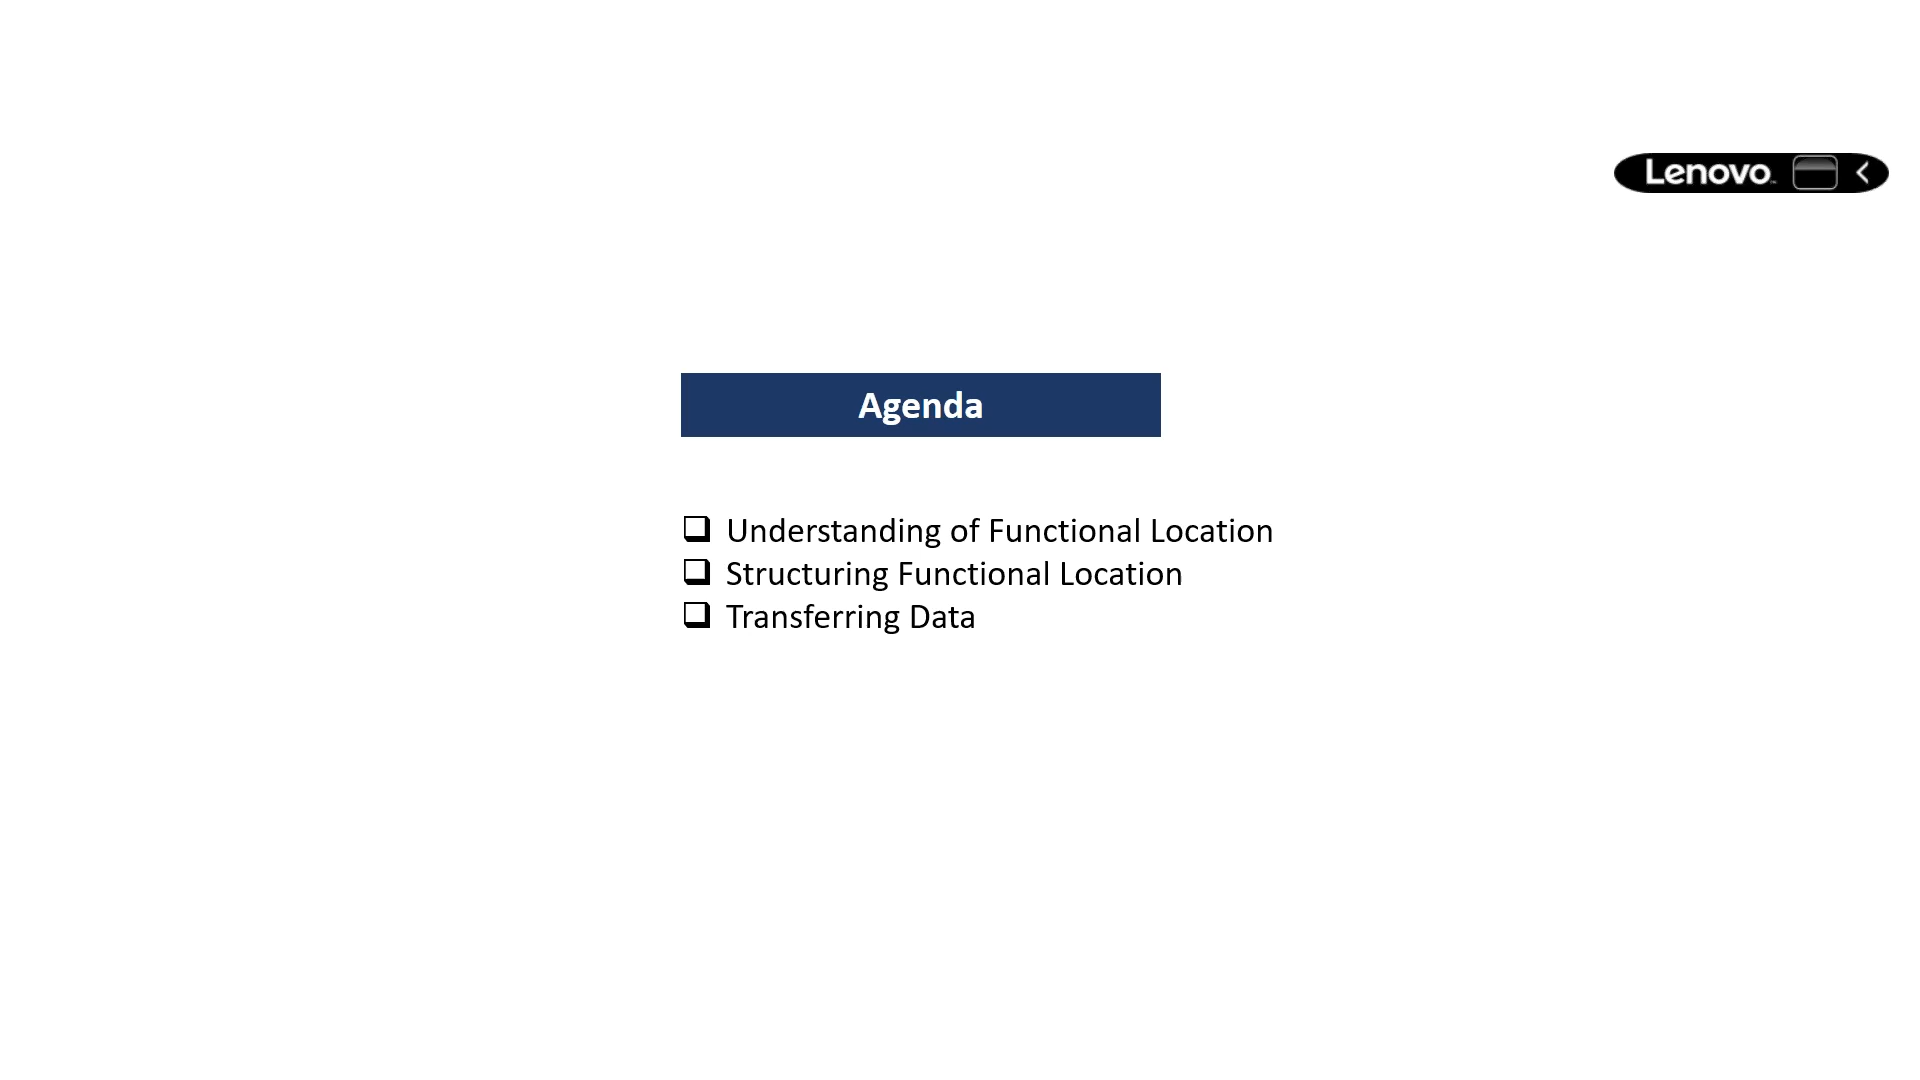 Lenovo
Agenda
Understanding of Functional Location
Structuring Functional Location
Transferring Data